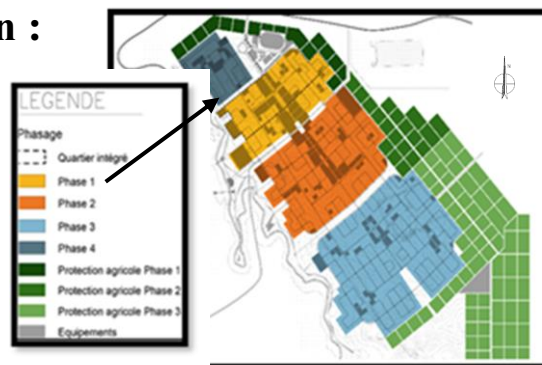 n :
LEGENDE
Phasage
Quartier intégré
Phase 1
Phase 2
Phase 3
Phase 4
Protection agricole Phase 1
Protection agricole Phase 2
Protection agricole Phase 3
Equipements